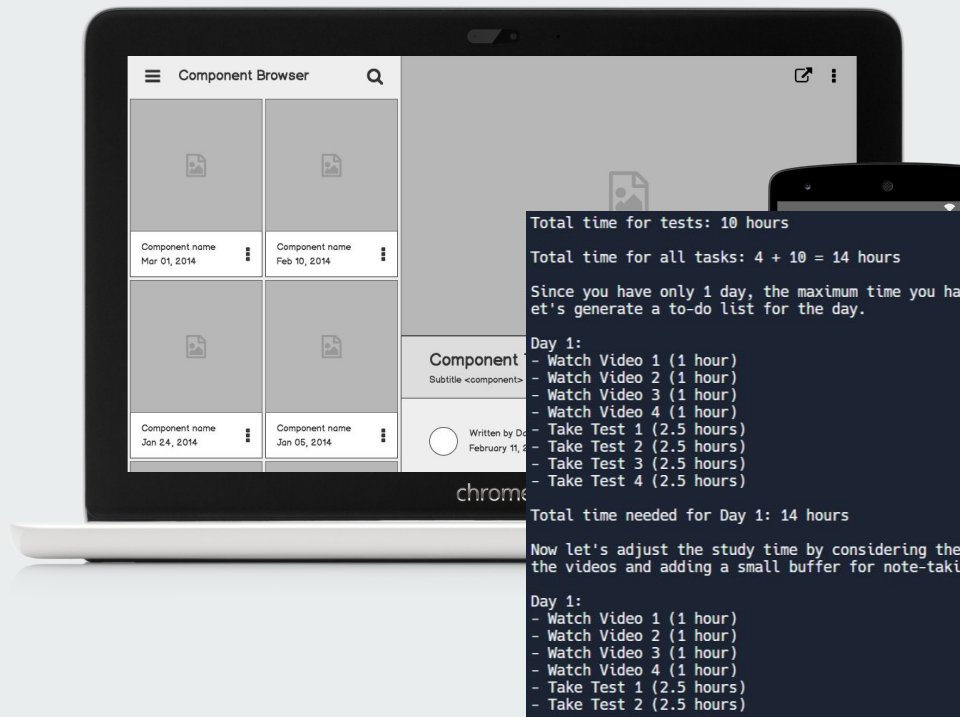 Component Browser
Component name
Mar 01, 2014
Component name
Feb 10, 2014
Component name
Jan 24, 2014
Component name
Jan 05, 2014
Component
Subtitle <component>
Written by
February 11,
chrome
Total time for tests: 10 hours
Total time for all tasks: 4 + 10 = 14 hours
Since you have only 1 day, the maximum time you
et's generate a to-do list for the day.
Day 1:
- Watch Video 1 (1 hour)
- Watch Video 2 (1 hour)
- Watch Video 3 (1 hour)
- Watch Video 4 (1 hour)
- Take Test 1 (2.5 hours)
- Take Test 2 (2.5 hours)
- Take Test 3 (2.5 hours)
- Take Test 4 (2.5 hours)
Total time needed for Day 1: 14 hours
Now let's adjust the study time by considering the
the videos and adding a small buffer for
Day 1:
- Watch Video 1 (1 hour)
- Watch Video 2 (1 hour)
- Watch Video 3 (1 hour)
- Watch Video 4 (1 hour)
- Take Test 1 (2.5 hours)
- Take Test 2 (2.5 hours)